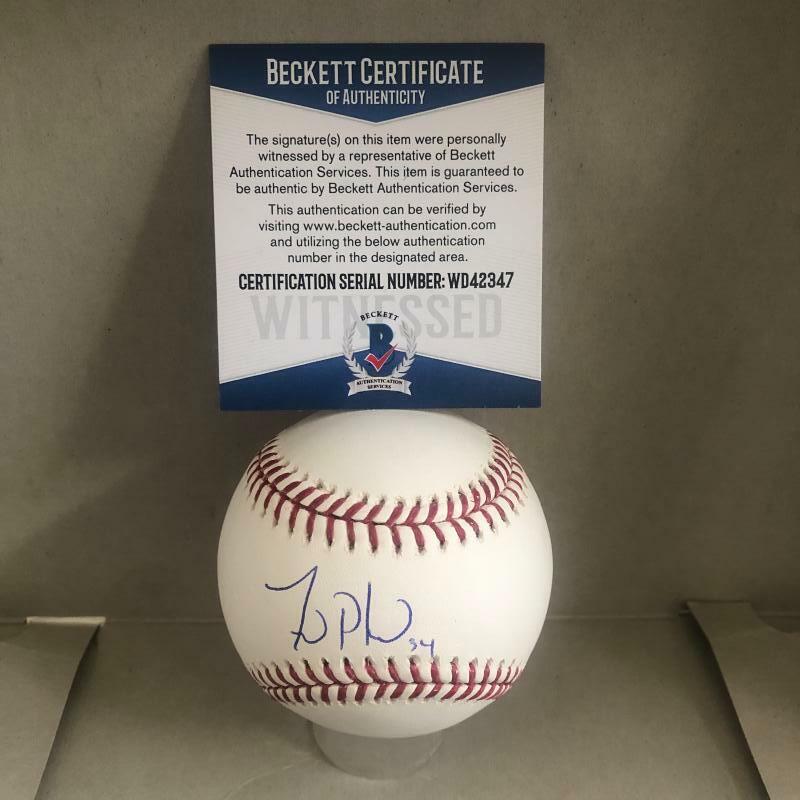 BECKETT CERTIFICATE
OF AUTHENTICITY
The signature(s) on this item were personally
witnessed by a representative of Beckett
Authentication Services. This item is guaranteed to
be authentic by Beckett Authentication Services.
This authentication can be verified by
visiting www.beckett-authentication.com
and utilizing the below authentication
number in the designated area.
CERTIFICATION SERIAL NUMBER: WD42347
WITNESSED
BECKETT
B
AUTHENTICATION
SERVICES
34